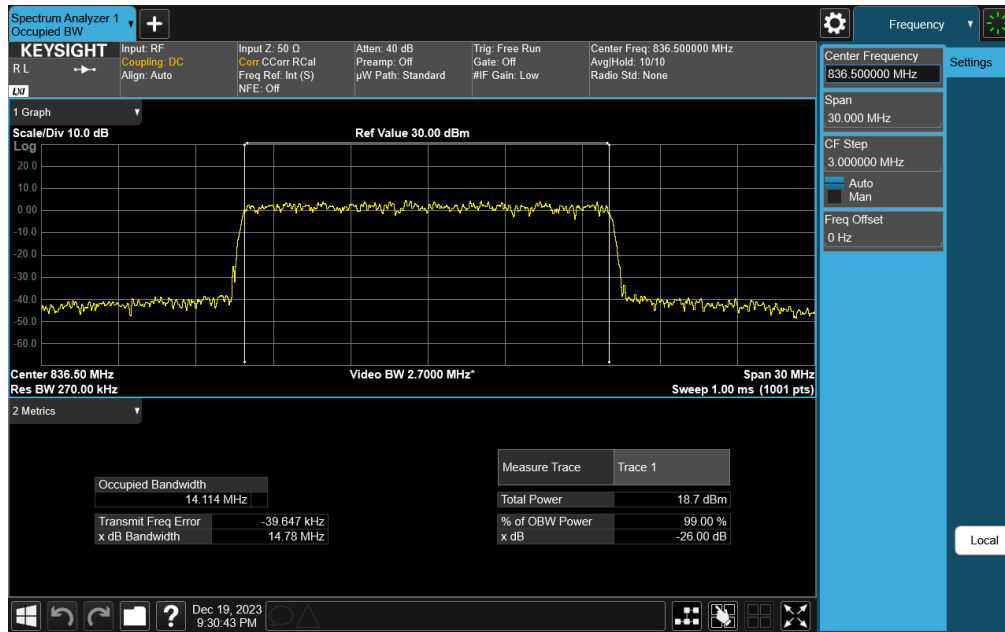 Spectrum Analyzer 1
Occupied BW
Frequency
KEYSIGHT
R L
LXI
Input: RF
Coupling: DC
Align: Auto
Input Z: 50 Ω
Corr CCorr RCal
Freq Ref: Int (S)
NFE: Off
Atten: 40 dB
Preamp: Off
µW Path: Standard
Trig: Free Run
Gate: Off
#IF Gain: Low
Center Freq: 836.500000 MHz
Avg|Hold: 10/10
Radio Std: None
Center Frequency
836.500000 MHz
Settings
Span
30.000 MHz
CF Step
3.000000 MHz
Auto
Man
Freq Offset
0 Hz
1 Graph
Scale/Div 10.0 dB
Ref Value 30.00 dBm
Log
20.0
10.0
0.00
-10.0
-20.0
-30.0
-40.0
-50.0
-60.0
Center 836.50 MHz
Video BW 2.7000 MHz*
Span 30 MHz
Res BW 270.00 kHz
Sweep 1.00 ms (1001 pts)
2 Metrics
Measure Trace Trace 1
Occupied Bandwidth
14.114 MHz
Total Power 18.7 dBm
Transmit Freq Error -39.647 kHz
% of OBW Power 99.00 %
x dB Bandwidth 14.78 MHz
x dB -26.00 dB
Local
?
Dec 19, 2023
9:30:43 PM